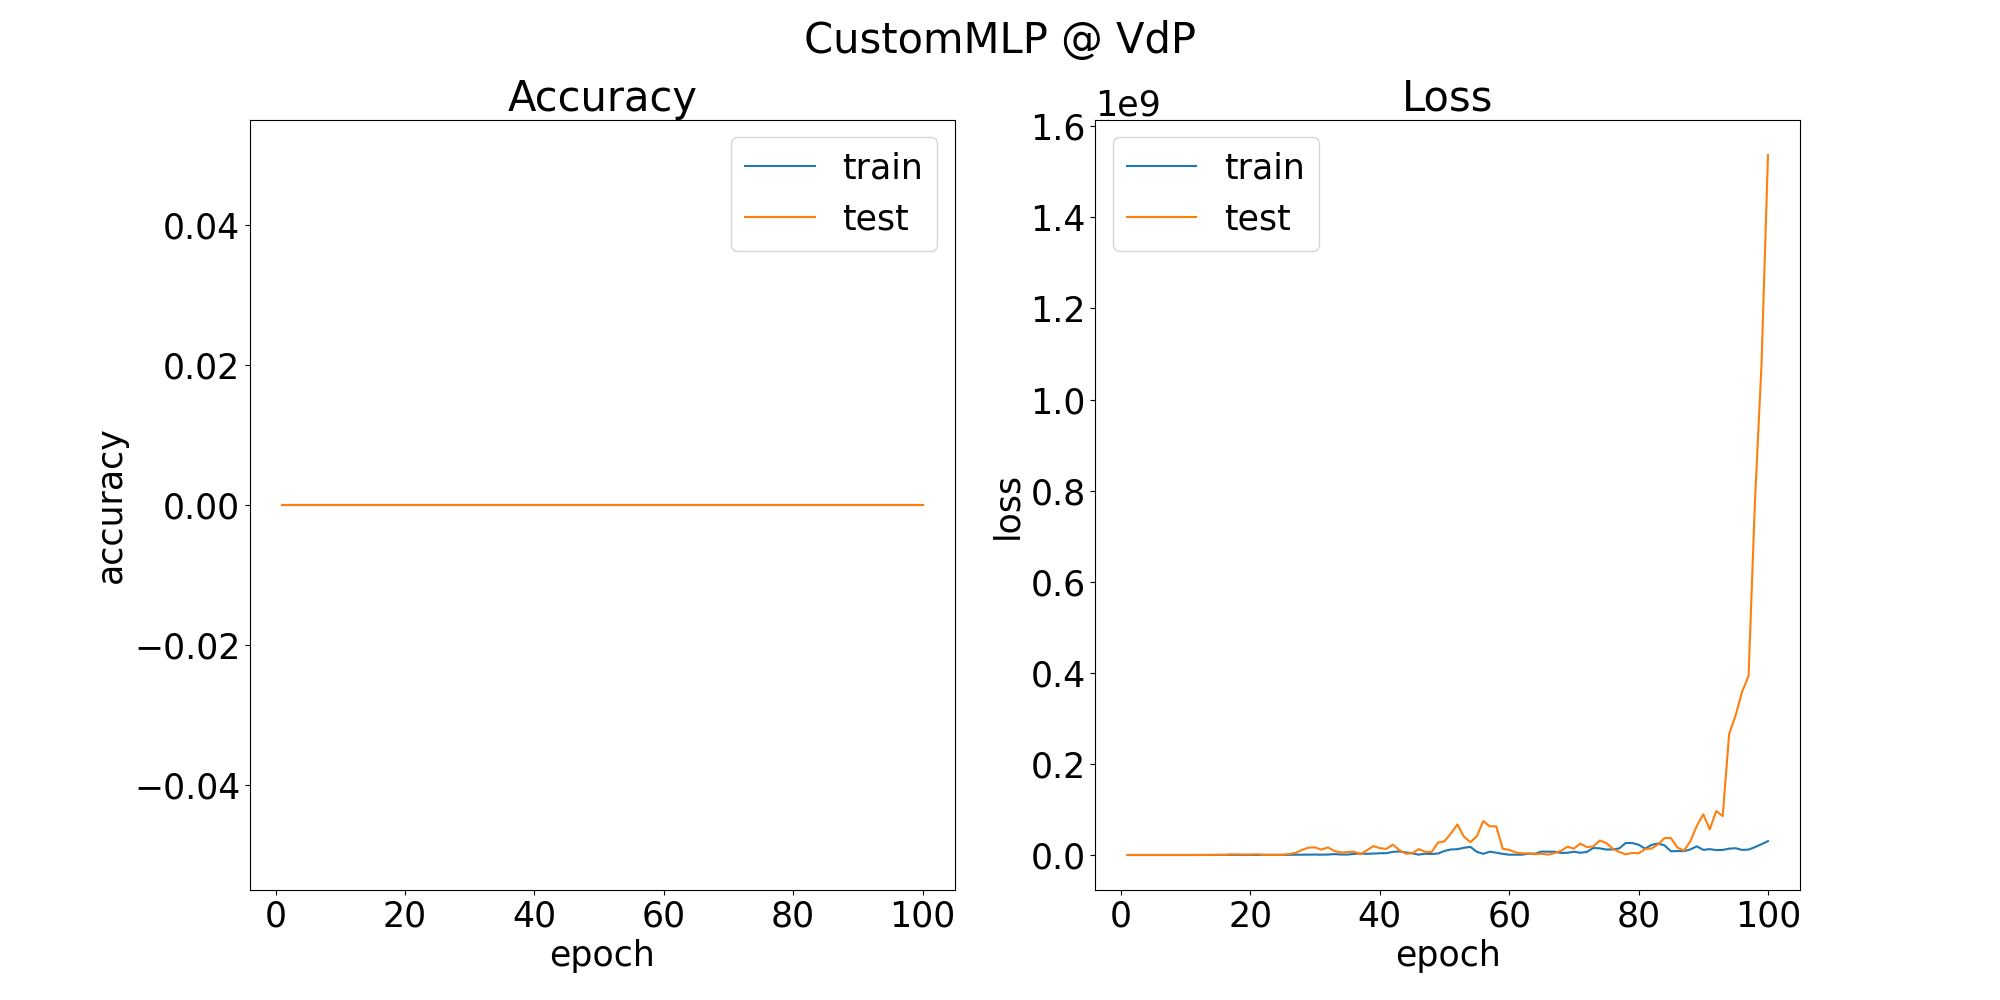 CustomMLP @ VdP
Accuracy
train
test
0.04
0.02
0.00
−0.02
−0.04
accuracy
0 20 40 60 80 100
epoch
Loss
1e9
train
test
1.6
1.4
1.2
1.0
0.8
0.6
0.4
0.2
0.0
loss
0 20 40 60 80 100
epoch